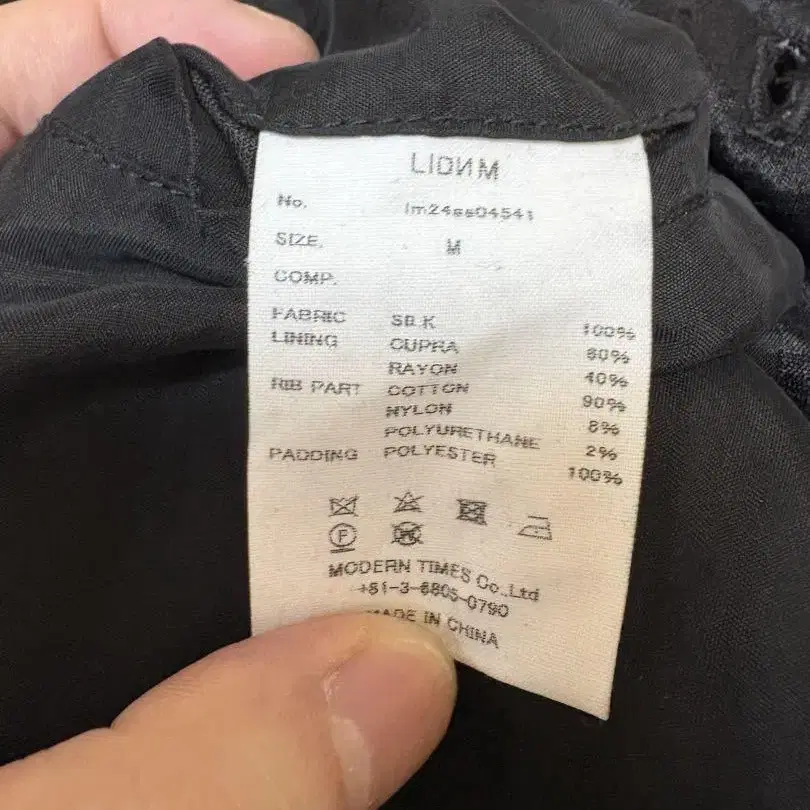 LIDИM
No. lm24ss04541
SIZE. M
COMP.
FABRIC SILK 100%
LINING CUPRA 60%
RAYON 40%
RIB PART COTTON 90%
NYLON 8%
POLYURETHANE 2%
PADDING POLYESTER 100%
F
W
MODERN TIMES Co.,Ltd
+81-3-6805-0790
MADE IN CHINA